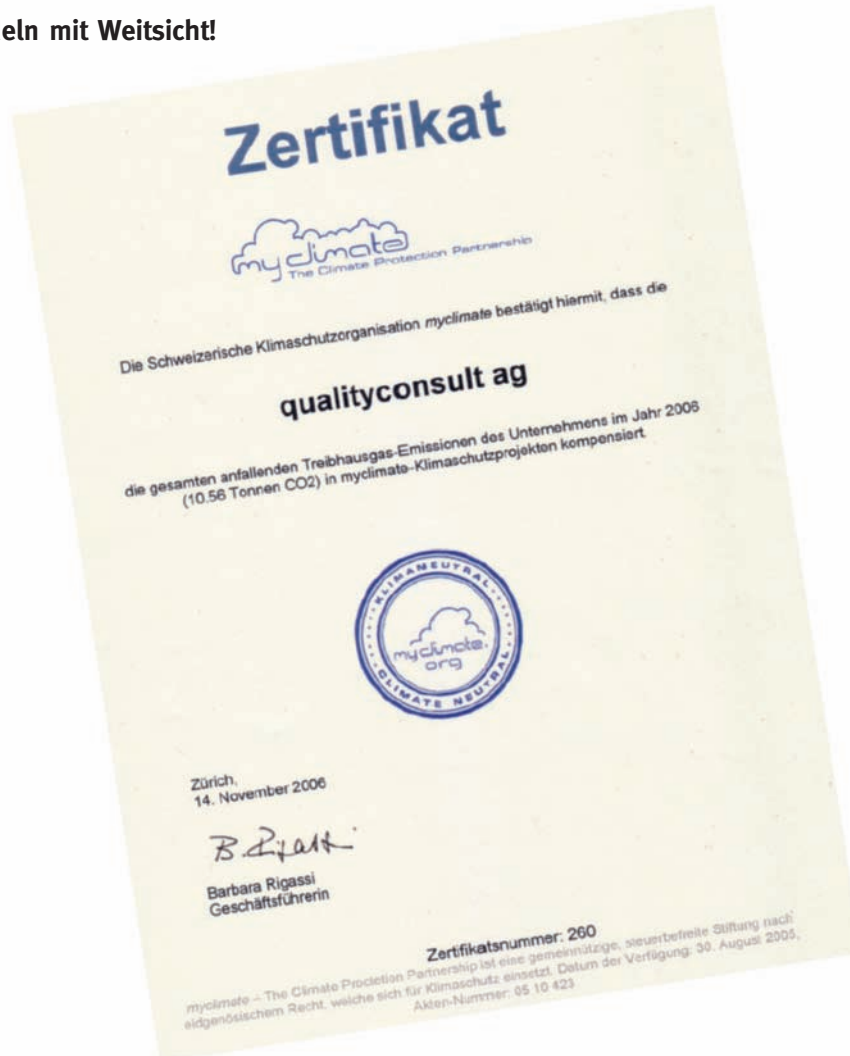 eln mit Weitsicht!
Zertifikat
myclimate
The Climate Protection Partnership
Die Schweizerische Klimaschutzorganisation myclimate bestätigt hiermit, dass die
qualityconsult ag
die gesamten anfallenden Treibhausgas-Emissionen des Unternehmens im Jahr 2006
(10.56 Tonnen CO2) in myclimate-Klimaschutzprojekten kompensiert
KLIMANEUTRAL
myclimate.
org
CLIMATE NEUTRAL
Zürich,
14. November 2006
Barbara Rigassi
Geschäftsführerin
Zertifikatsnummer: 260
myclimate – The Climate Proctetion Partnership ist eine gemeinnützige, steuerbefreite Stiftung nach
eidgenösischem Recht, welche sich für Klimaschutz einsetzt. Datum der Verfügung: 30. August 2005,
Akten-Nummer: 05 10 423